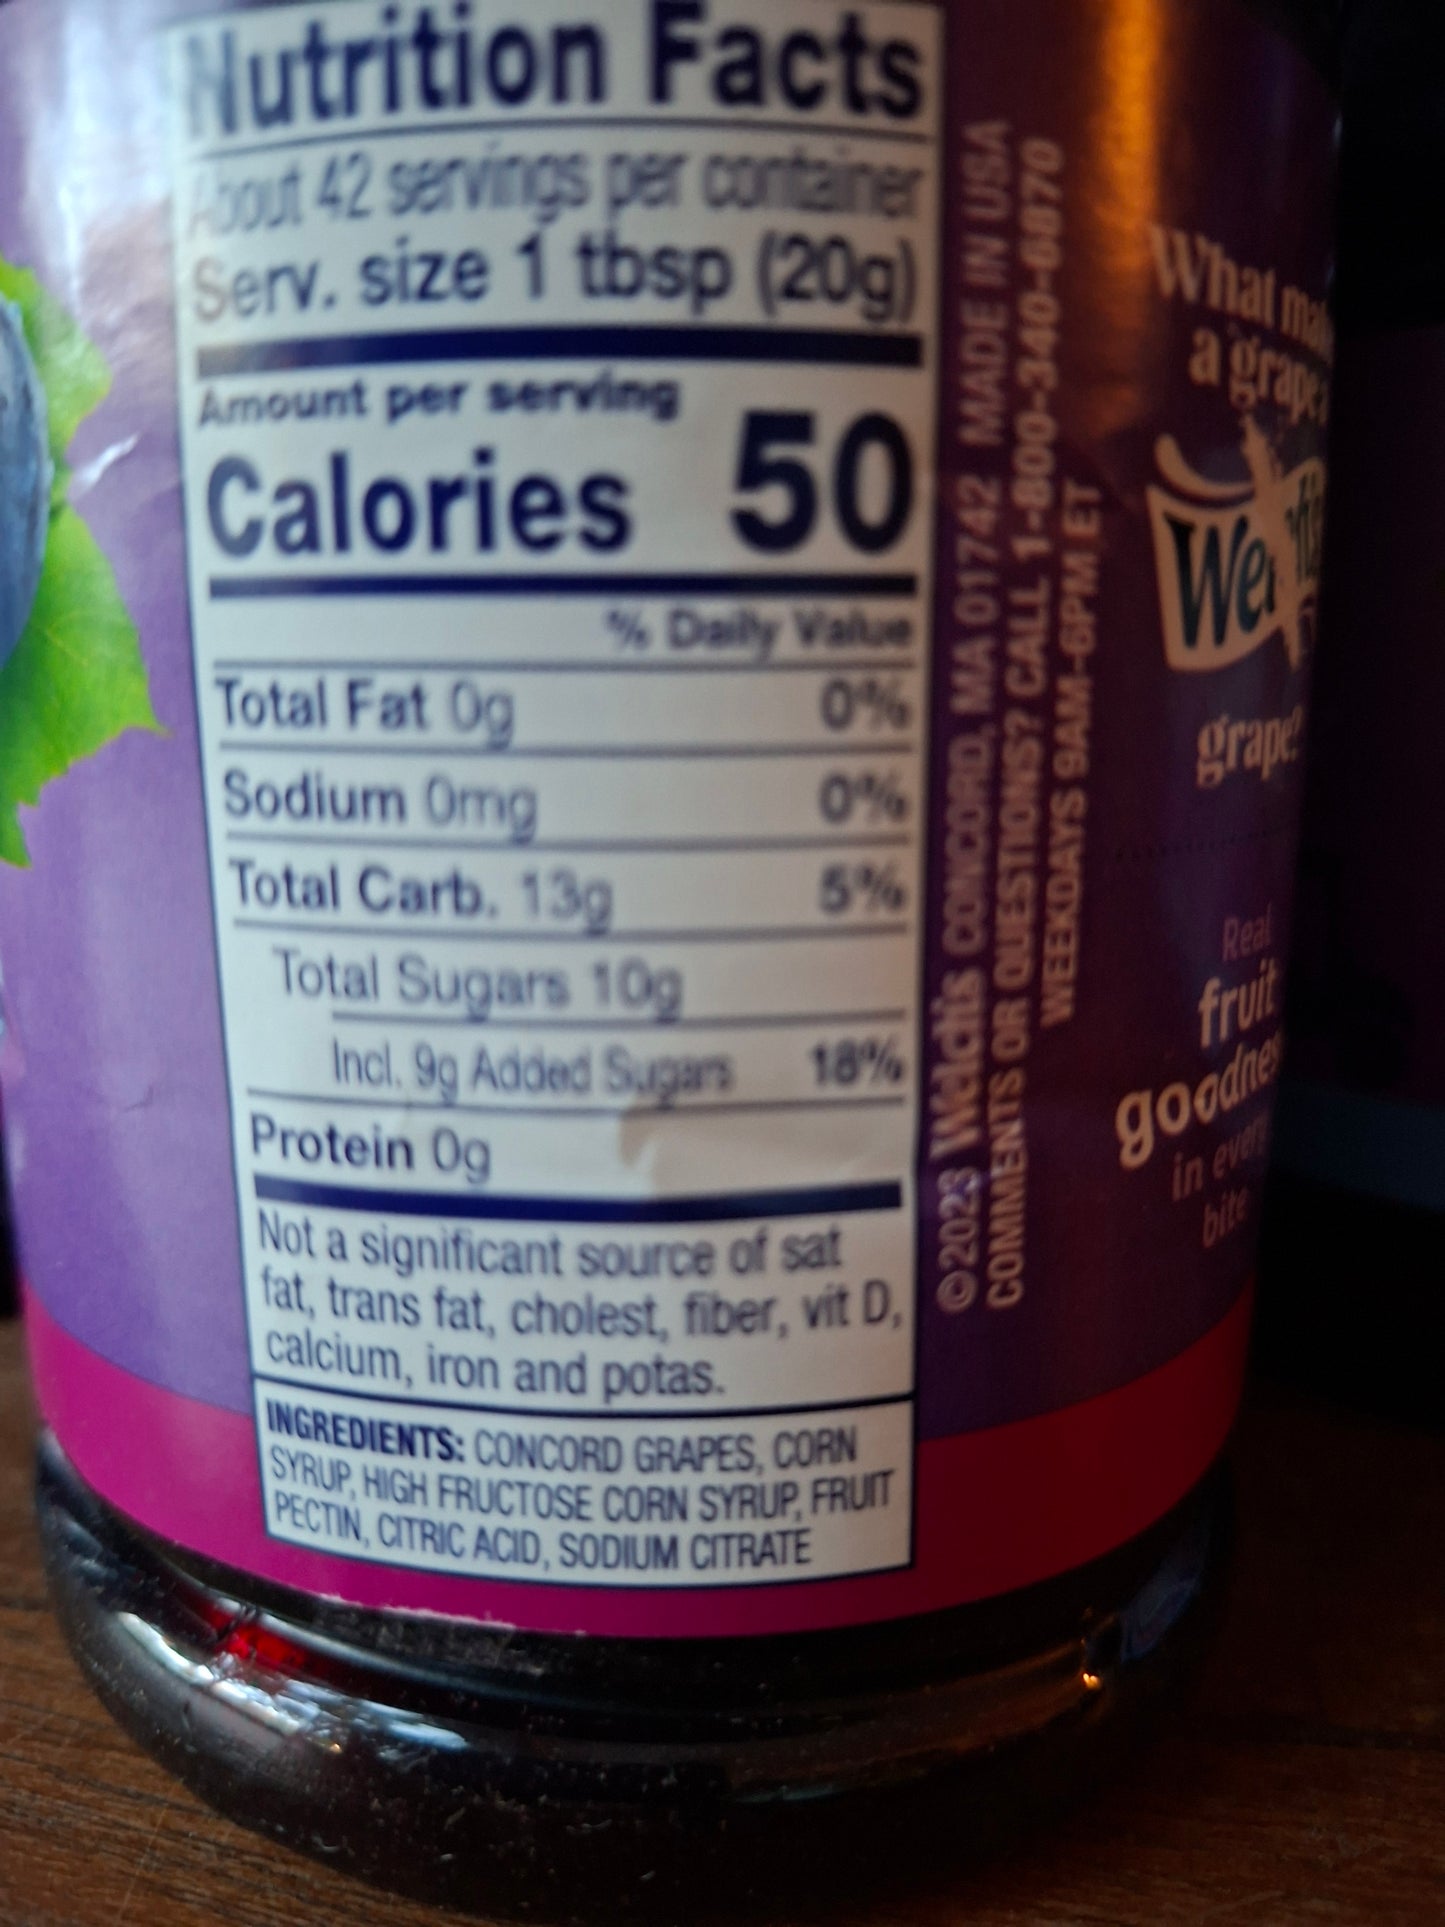 Nutrition Facts
About 42 servings per container
Serv. size 1 tbsp (20g)
Amount per serving
Calories 50
% Daily Value
Total Fat 0g 0%
Sodium 0mg 0%
Total Carb. 13g 5%
Total Sugars 10g
Incl. 9g Added Sugars 18%
Protein 0g
Not a significant source of sat
fat, trans fat, cholest, fiber, vit D,
calcium, iron and potas.
INGREDIENTS: CONCORD GRAPES, CORN
SYRUP, HIGH FRUCTOSE CORN SYRUP, FRUIT
PECTIN, CITRIC ACID, SODIUM CITRATE
©2023 Welch's CONCORD, MA 01742 MADE IN USA
COMMENTS OR QUESTIONS? CALL 1-800-340-6870
WEEKDAYS 9AM-6PM ET
What
a grape
grape?
Real
fruit
in
bite